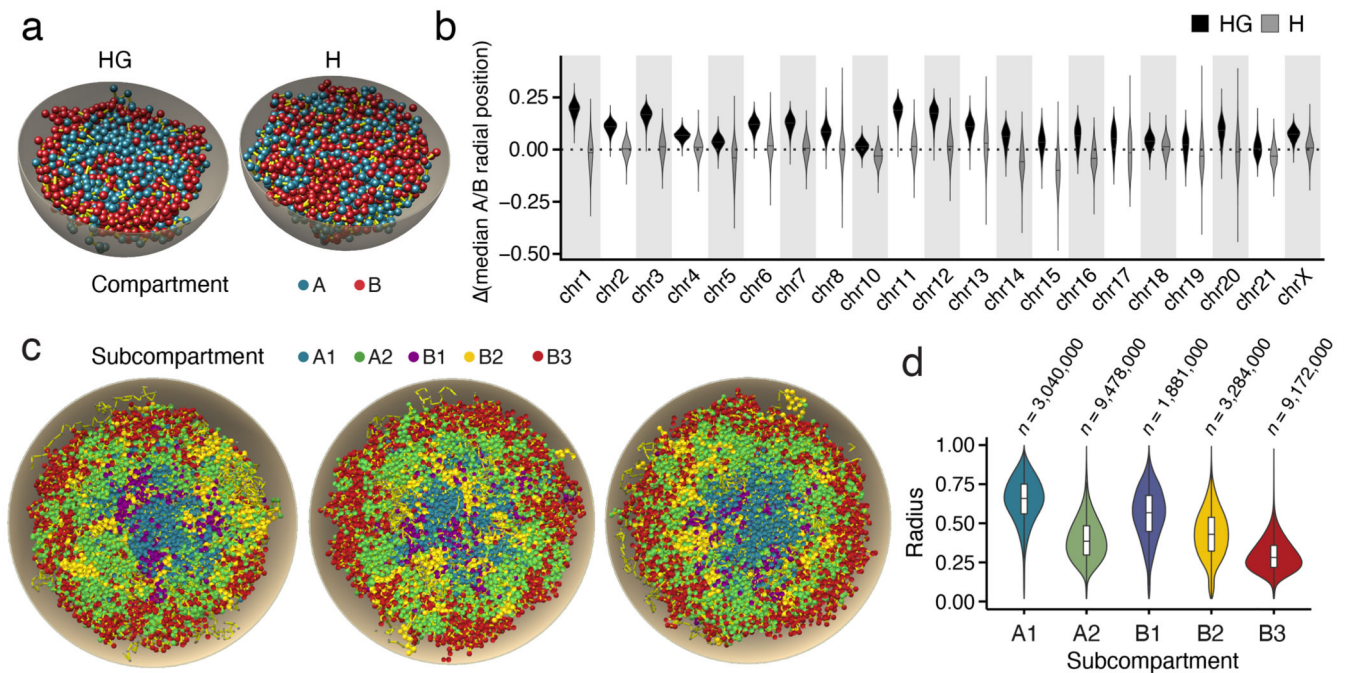 a
HG
H
Compartment
A
B
b
HG
H
Δ(median A/B radial position)
0.25
0.00
−0.25
−0.50
chr1
chr2
chr3
chr4
chr5
chr6
chr7
chr8
chr10
chr11
chr12
chr13
chr14
chr15
chr16
chr17
chr18
chr19
chr20
chr21
chrX
c
Subcompartment
A1
A2
B1
B2
B3
d
n = 3,040,000
n = 9,478,000
n = 1,881,000
n = 3,284,000
n = 9,172,000
Radius
1.00
0.75
0.50
0.25
0.00
A1
A2
B1
B2
B3
Subcompartment